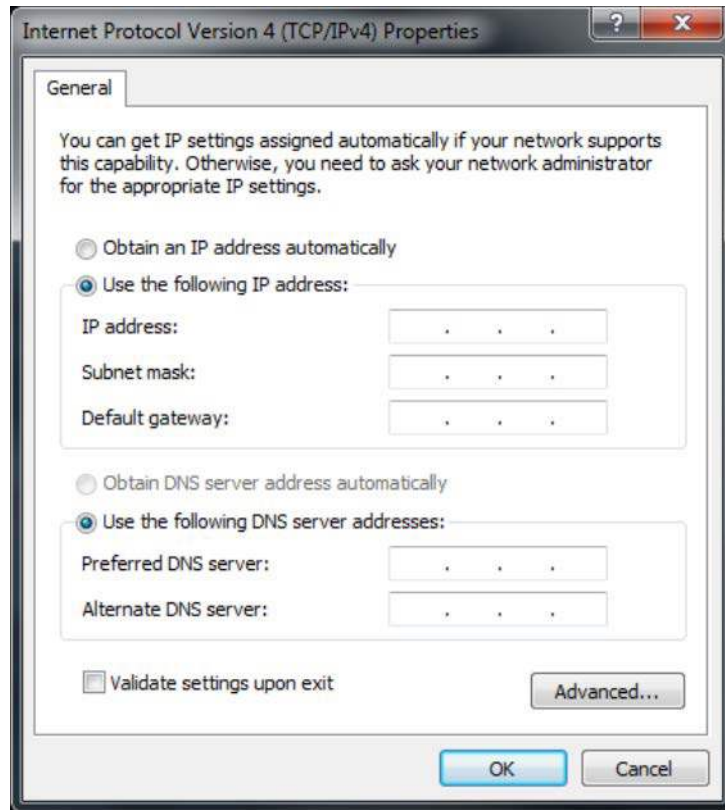 Internet Protocol Version 4 (TCP/IPv4) Properties
?
X
General
You can get IP settings assigned automatically if your network supports
this capability. Otherwise, you need to ask your network administrator
for the appropriate IP settings.
Obtain an IP address automatically
Use the following IP address:
IP address: . . .
Subnet mask: . . .
Default gateway: . . .
Obtain DNS server address automatically
Use the following DNS server addresses:
Preferred DNS server: . . .
Alternate DNS server: . . .
Validate settings upon exit
Advanced...
OK Cancel